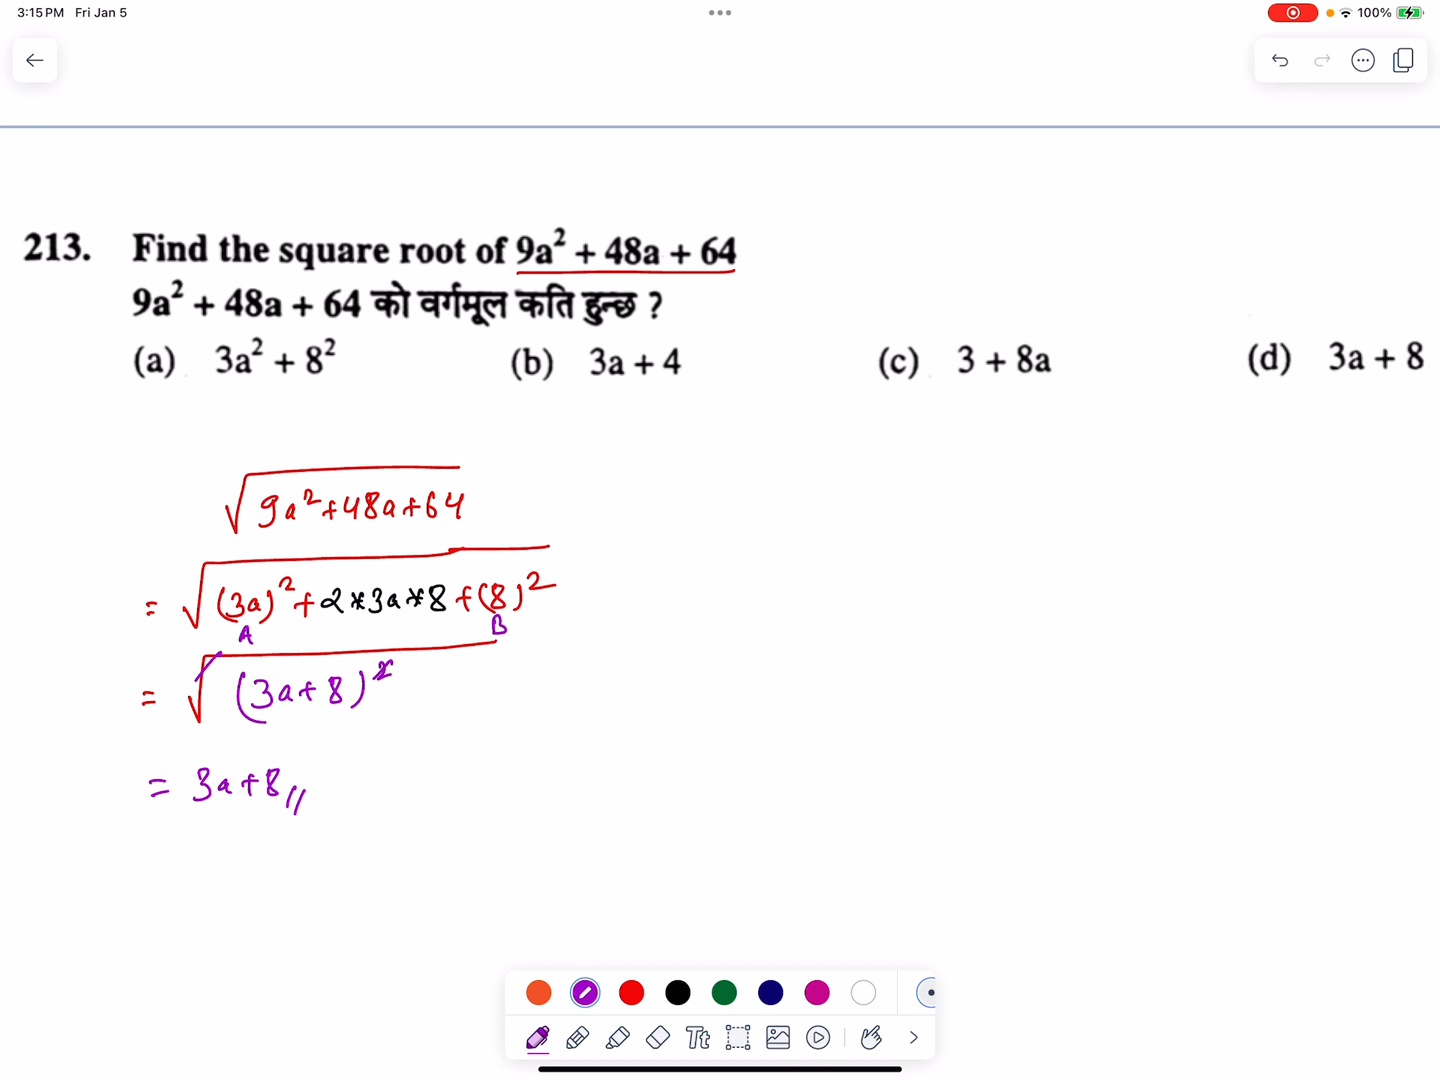 3:15 PM Fri Jan 5
100%
213. Find the square root of 9a² + 48a + 64
9a² + 48a + 64 को वर्गमूल कति हुन्छ ?
(a) 3a² + 8² (b) 3a + 4 (c) 3 + 8a (d) 3a + 8
√9a²+48a+64
= √(3a)²+2*3a*8+(8)²
A B
= √(3a+8)²
= 3a+8//
Tt